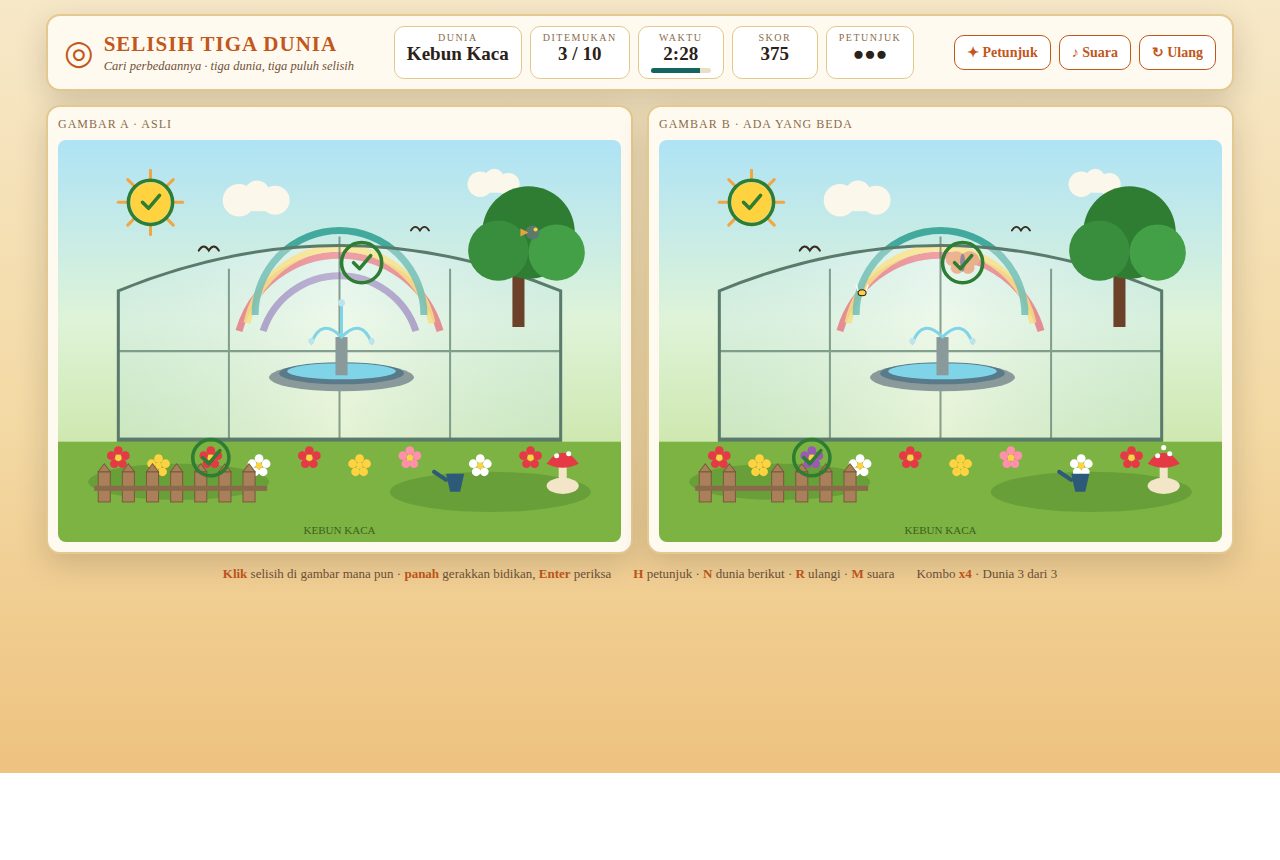 ◎ SELISIH TIGA DUNIA
Cari perbedaannya · tiga dunia, tiga puluh selisih
DUNIA
Kebun Kaca
DITEMUKAN
3 / 10
WAKTU
2:28
SKOR
375
PETUNJUK
●●●
✦ Petunjuk
♪ Suara
↻ Ulang
GAMBAR A · ASLI
GAMBAR B · ADA YANG BEDA
KEBUN KACA
KEBUN KACA
Klik selisih di gambar mana pun · panah gerakkan bidikan, Enter periksa H petunjuk · N dunia berikut · R ulangi · M suara Kombo x4 · Dunia 3 dari 3